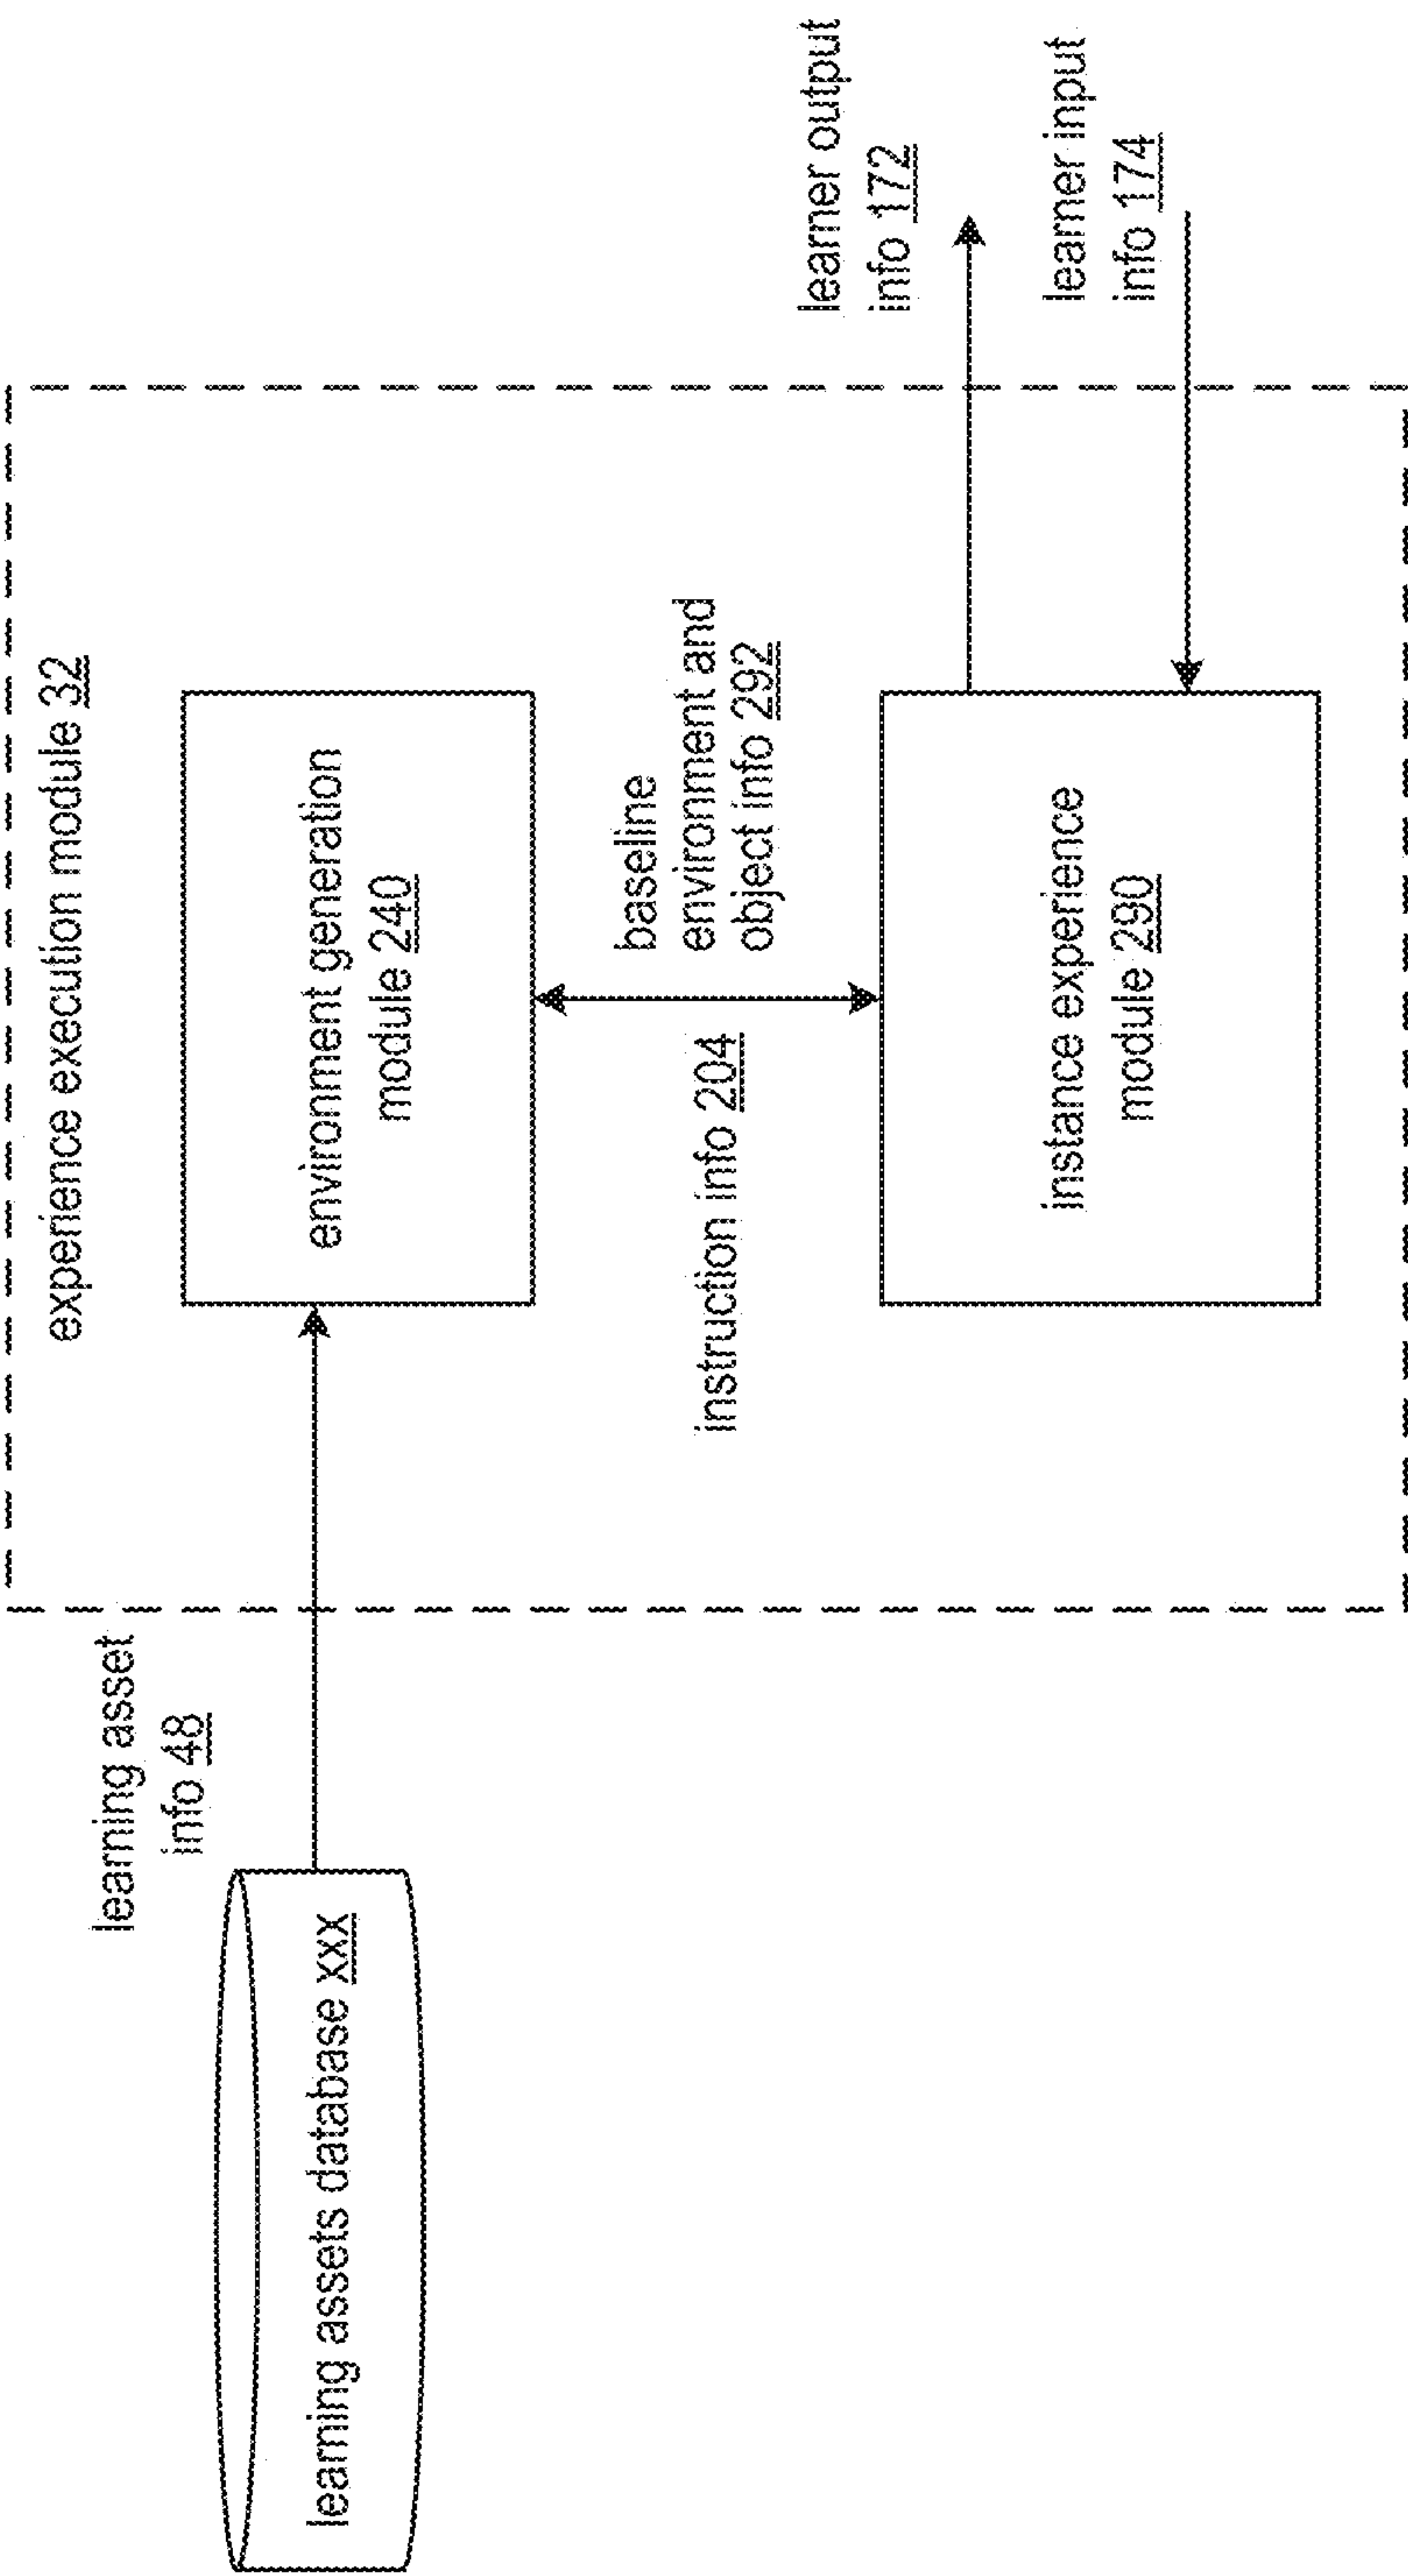 experience execution module 32
learning asset
info 48
learning assets database xxx
environment generation
module 240
instruction info 204
baseline
environment and
object info 292
instance experience
module 290
learner output
info 172
learner input
info 174